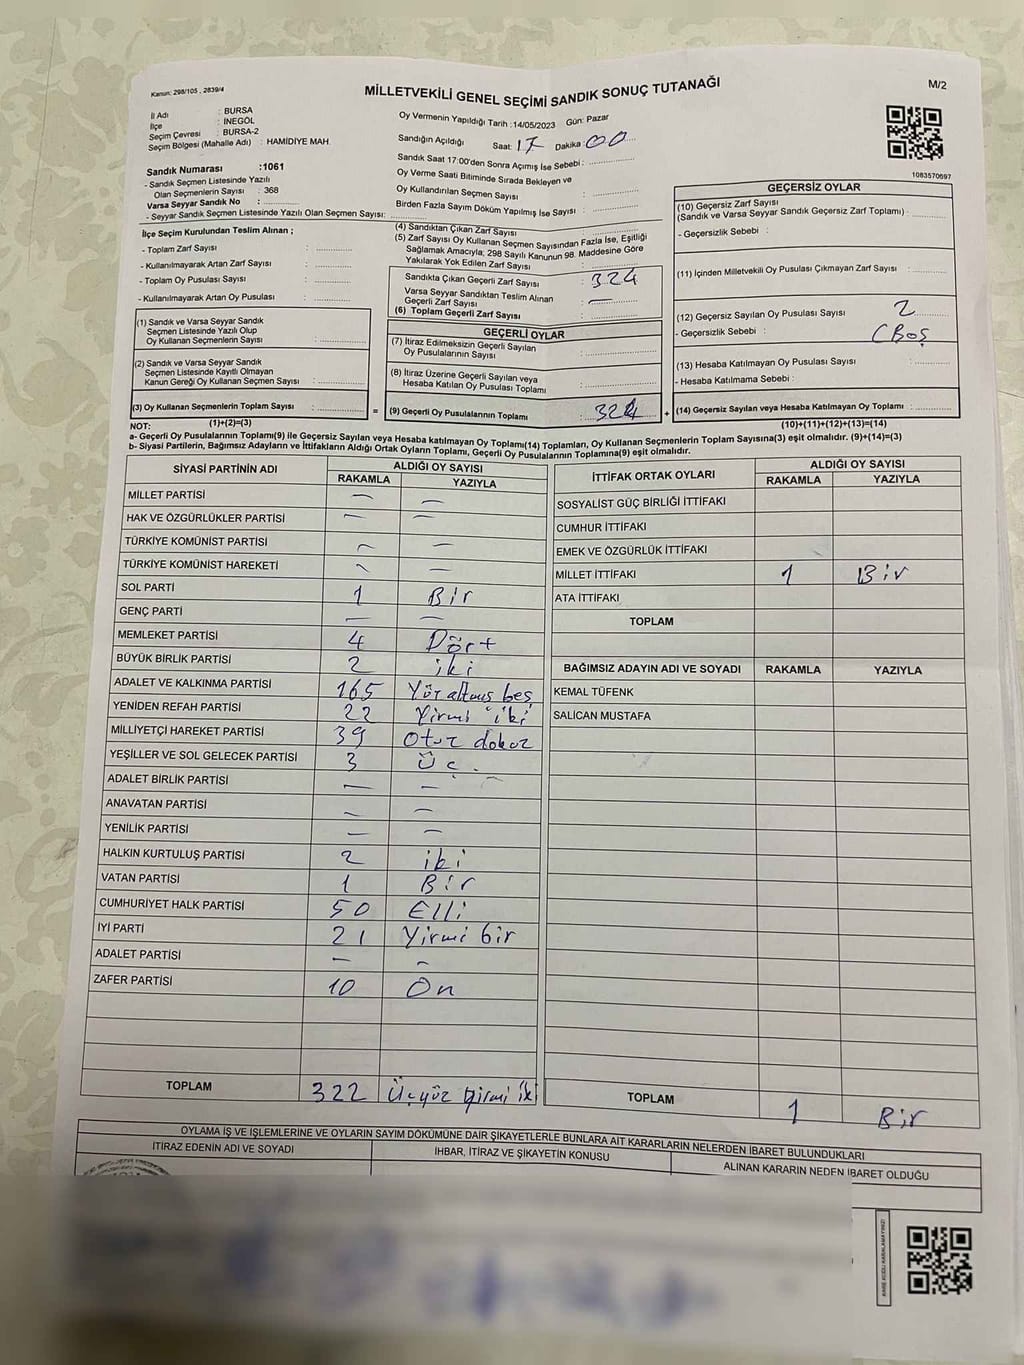 Kanun: 298/105 , 2839/4
MİLLETVEKİLİ GENEL SEÇİMİ SANDIK SONUÇ TUTANAĞI
M/2
İl Adı : BURSA
İlçe : İNEGÖL
Seçim Çevresi : BURSA-2
Seçim Bölgesi (Mahalle Adı) : HAMİDİYE MAH.
Sandık Numarası :1061
- Sandık Seçmen Listesinde Yazılı
Olan Seçmenlerin Sayısı : 368
Varsa Seyyar Sandık No :
- Seyyar Sandık Seçmen Listesinde Yazılı Olan Seçmen Sayısı:
Oy Vermenin Yapıldığı Tarih :14/05/2023 Gün: Pazar
Sandığın Açıldığı Saat: 17 Dakika: 00
Sandık Saat 17:00'den Sonra Açımış İse Sebebi :
Oy Verme Saati Bitiminde Sırada Bekleyen ve
Oy Kullandırılan Seçmen Sayısı :
Birden Fazla Sayım Döküm Yapılmış İse Sayısı :
1083570697
İlçe Seçim Kurulundan Teslim Alınan ;
- Toplam Zarf Sayısı :
- Kullanılmayarak Artan Zarf Sayısı :
- Toplam Oy Pusulası Sayısı :
- Kullanılmayarak Artan Oy Pusulası :
(1) Sandık ve Varsa Seyyar Sandık
Seçmen Listesinde Yazılı Olup
Oy Kullanan Seçmenlerin Sayısı :
(2) Sandık ve Varsa Seyyar Sandık
Seçmen Listesinde Kayıtlı Olmayan
Kanun Gereği Oy Kullanan Seçmen Sayısı :
(3) Oy Kullanan Seçmenlerin Toplam Sayısı : =
(1)+(2)=(3)
(4) Sandıktan Çıkan Zarf Sayısı :
(5) Zarf Sayısı Oy Kullanan Seçmen Sayısından Fazla İse, Eşitliği
Sağlamak Amacıyla; 298 Sayılı Kanunun 98. Maddesine Göre
Yakılarak Yok Edilen Zarf Sayısı :
Sandıkta Çıkan Geçerli Zarf Sayısı : 324
Varsa Seyyar Sandıktan Teslim Alınan
Geçerli Zarf Sayısı : —
(6) Toplam Geçerli Zarf Sayısı :
GEÇERLİ OYLAR
(7) İtiraz Edilmeksizin Geçerli Sayılan
Oy Pusulalarının Sayısı :
(8) İtiraz Üzerine Geçerli Sayılan veya
Hesaba Katılan Oy Pusulası Toplamı :
(9) Geçerli Oy Pusulalarının Toplamı : +
GEÇERSİZ OYLAR
(10) Geçersiz Zarf Sayısı
(Sandık ve Varsa Seyyar Sandık Geçersiz Zarf Toplamı) :
- Geçersizlik Sebebi :
(11) İçinden Milletvekili Oy Pusulası Çıkmayan Zarf Sayısı :
(12) Geçersiz Sayılan Oy Pusulası Sayısı : 2
- Geçersizlik Sebebi : (Boş
(13) Hesaba Katılmayan Oy Pusulası Sayısı :
- Hesaba Katılmama Sebebi :
(14) Geçersiz Sayılan veya Hesaba Katılmayan Oy Toplamı :
(10)+(11)+(12)+(13)=(14)
NOT:
a- Geçerli Oy Pusulalarının Toplamı(9) ile Geçersiz Sayılan veya Hesaba katılmayan Oy Toplamı(14) Toplamları, Oy Kullanan Seçmenlerin Toplam Sayısına(3) eşit olmalıdır. (9)+(14)=(3)
b- Siyasi Partilerin, Bağımsız Adayların ve İttifakların Aldığı Ortak Oyların Toplamı, Geçerli Oy Pusulalarının Toplamına(9) eşit olmalıdır.
SİYASİ PARTİNİN ADI ALDIĞI OY SAYISI
RAKAMLA YAZIYLA
MİLLET PARTİSİ — —
HAK VE ÖZGÜRLÜKLER PARTİSİ — —
TÜRKİYE KOMÜNİST PARTİSİ — —
TÜRKİYE KOMÜNİST HAREKETİ — —
SOL PARTİ 1 Bir
GENÇ PARTİ — —
MEMLEKET PARTİSİ 4 Dört
BÜYÜK BİRLİK PARTİSİ 2 iki
ADALET VE KALKINMA PARTİSİ 165 Yüz altmış beş
YENİDEN REFAH PARTİSİ 22 Yirmi iki
MİLLİYETÇİ HAREKET PARTİSİ 39 Otuz dokuz
YEŞİLLER VE SOL GELECEK PARTİSİ 3 Üç.
ADALET BİRLİK PARTİSİ — —
ANAVATAN PARTİSİ — —
YENİLİK PARTİSİ — —
HALKIN KURTULUŞ PARTİSİ 2 iki
VATAN PARTİSİ 1 Bir
CUMHURİYET HALK PARTİSİ 50 Elli
İYİ PARTİ 21 Yirmi bir
ADALET PARTİSİ — —
ZAFER PARTİSİ 10 On
TOPLAM 322 Üçyüz yirmi iki
İTTİFAK ORTAK OYLARI ALDIĞI OY SAYISI
RAKAMLA YAZIYLA
SOSYALİST GÜÇ BİRLİĞİ İTTİFAKI
CUMHUR İTTİFAKI
EMEK VE ÖZGÜRLÜK İTTİFAKI
MİLLET İTTİFAKI 1 Bir
ATA İTTİFAKI
TOPLAM
BAĞIMSIZ ADAYIN ADI VE SOYADI RAKAMLA YAZIYLA
KEMAL TÜFENK
SALİCAN MUSTAFA
TOPLAM 1 Bir
OYLAMA İŞ VE İŞLEMLERİNE VE OYLARIN SAYIM DÖKÜMÜNE DAİR ŞİKAYETLERLE BUNLARA AİT KARARLARIN NELERDEN İBARET BULUNDUKLARI
İTİRAZ EDENİN ADI VE SOYADI İHBAR, İTİRAZ VE ŞİKAYETİN KONUSU ALINAN KARARIN NEDEN İBARET OLDUĞU
KARE KODU KARALAMAYINIZ!